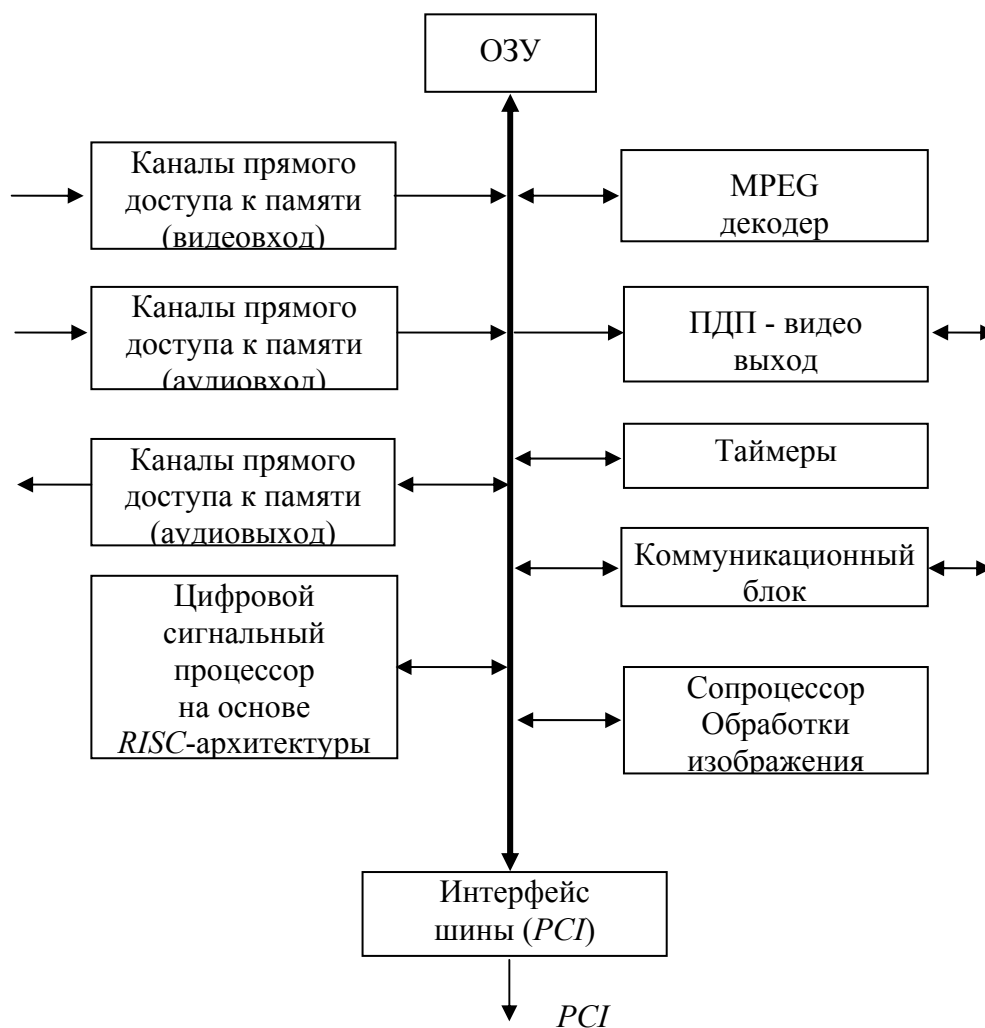 ОЗУ
Каналы прямого
доступа к памяти
(видеовход)
MPEG
декодер
Каналы прямого
доступа к памяти
(аудиовход)
ПДП - видео
выход
Каналы прямого
доступа к памяти
(аудиовыход)
Таймеры
Коммуникационный
блок
Цифровой
сигнальный
процессор
на основе
RISC-архитектуры
Сопроцессор
Обработки
изображения
Интерфейс
шины (PCI)
PCI